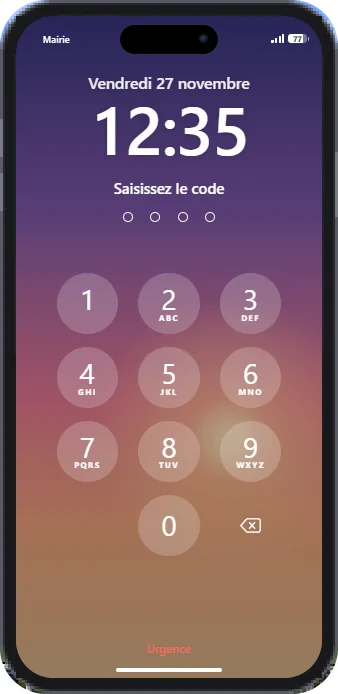 Mairie
77
Vendredi 27 novembre
12:35
Saisissez le code
1
2
ABC
3
DEF
4
GHI
5
JKL
6
MNO
7
PQRS
8
TUV
9
WXYZ
0
Urgence